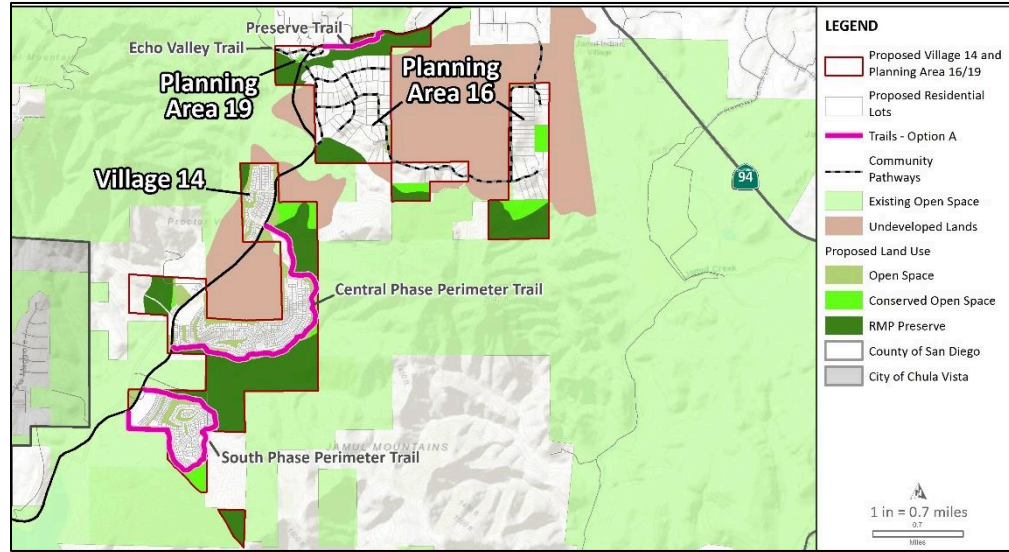 Preserve Trail
Echo Valley Trail
Planning
Area 19
Planning
Area 16
Village 14
94
Central Phase Perimeter Trail
JAMUL MOUNTAINS
South Phase Perimeter Trail
LEGEND
Proposed Village 14 and
Planning Area 16/19
Proposed Residential
Lots
Trails - Option A
Community
Pathways
Existing Open Space
Undeveloped Lands
Proposed Land Use
Open Space
Conserved Open Space
RMP Preserve
County of San Diego
City of Chula Vista
1 in = 0.7 miles
0.7
Miles